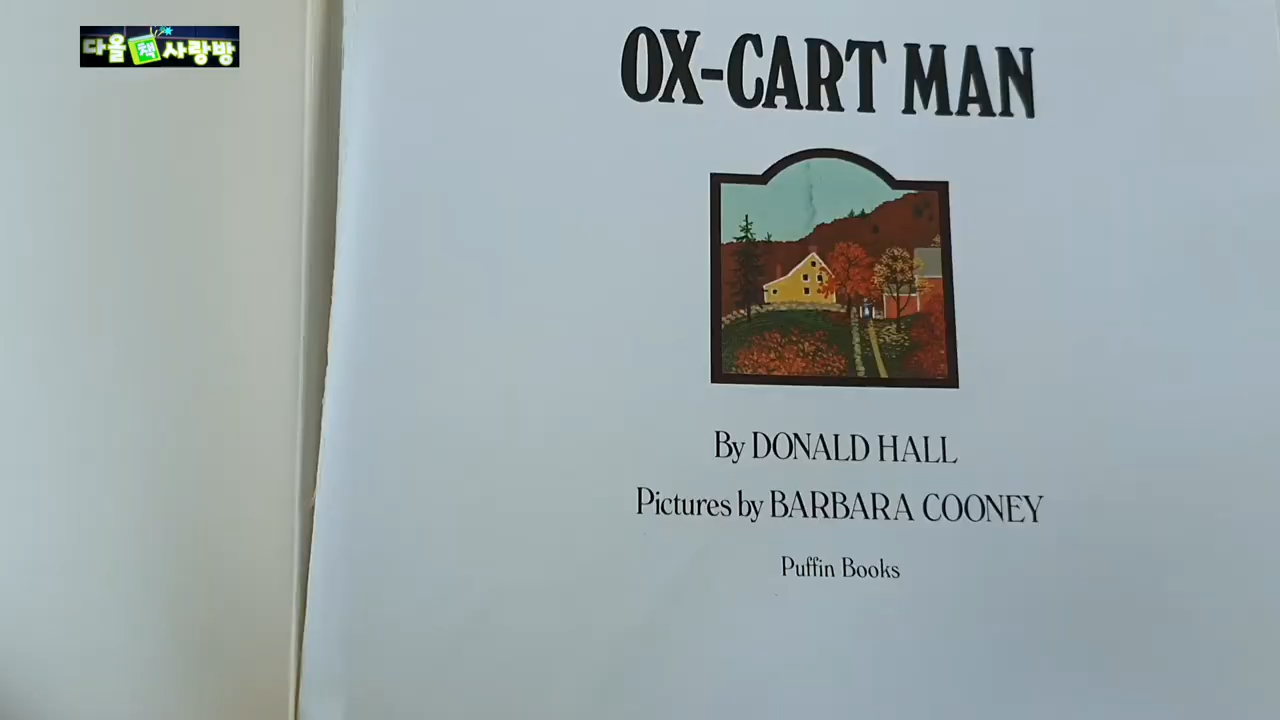 다올 책 사랑방
OX-CART MAN
By DONALD HALL
Pictures by BARBARA COONEY
Puffin Books